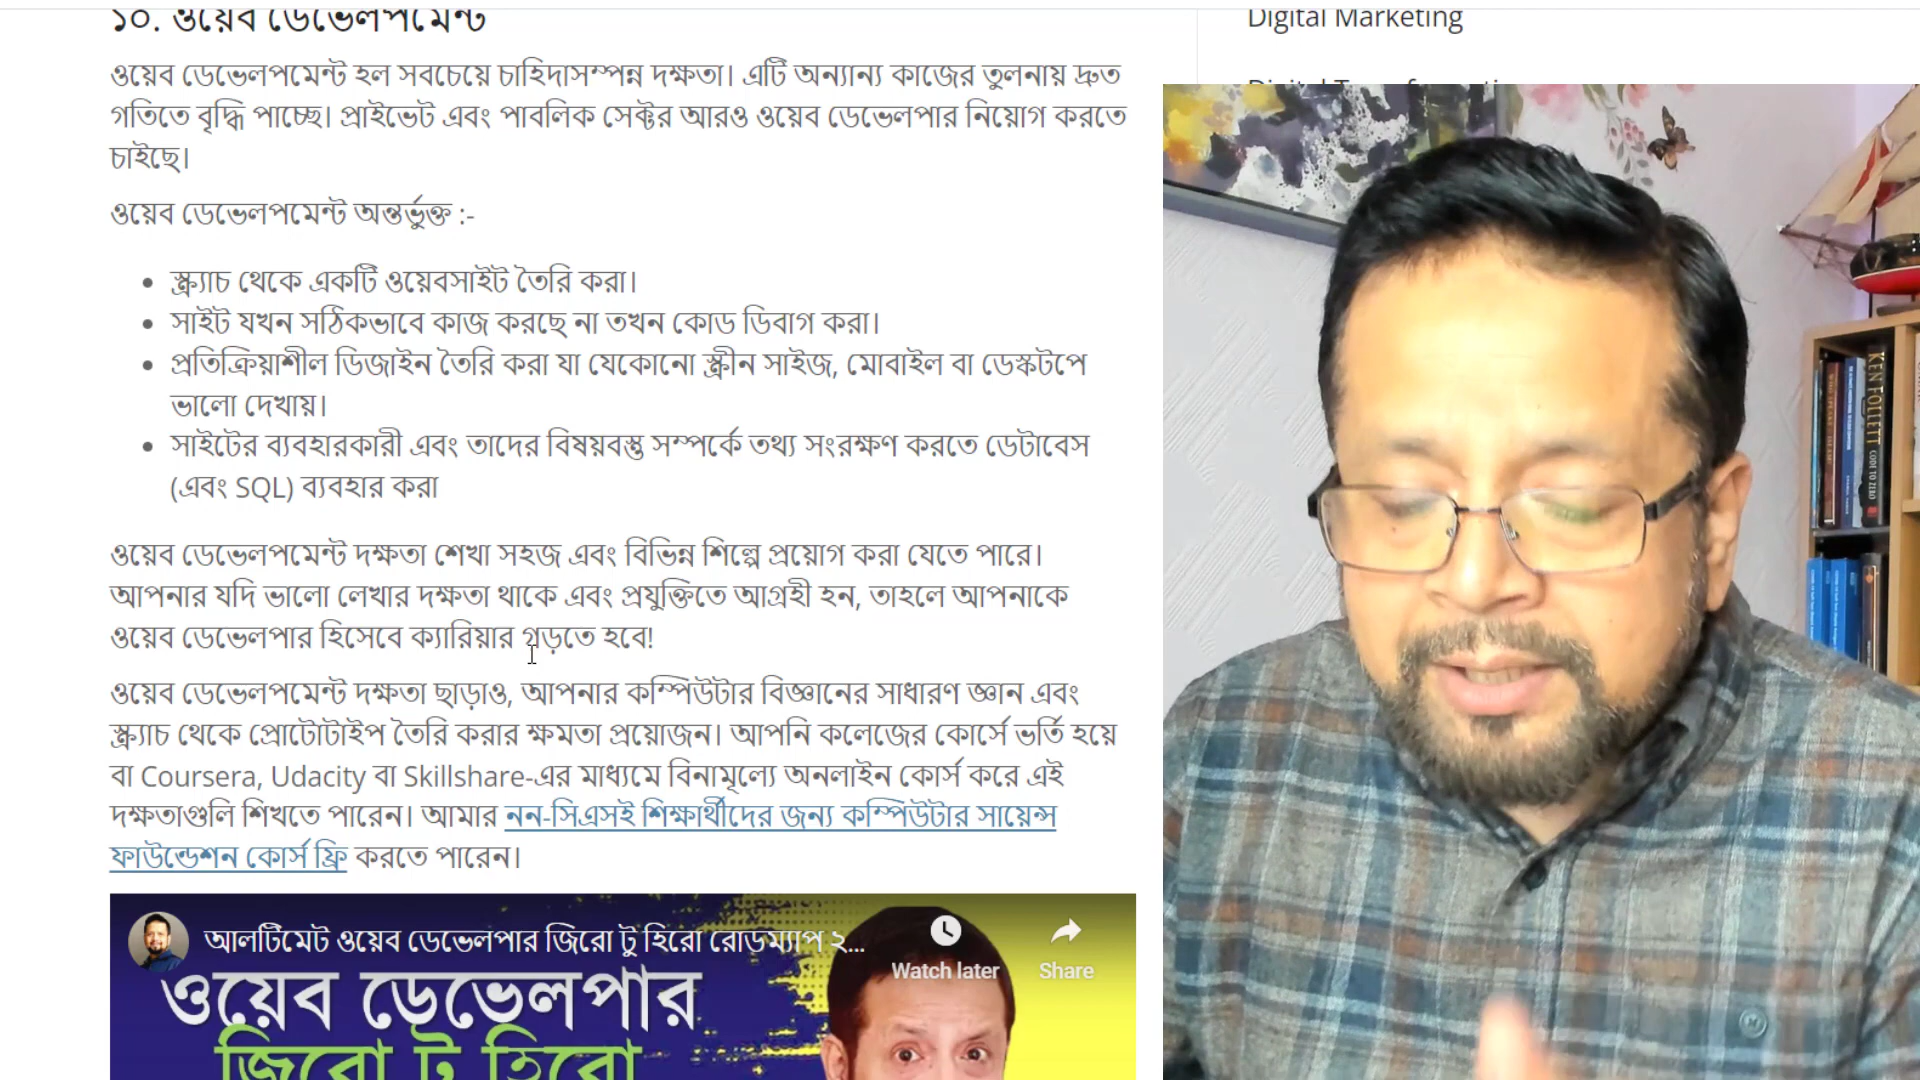 ১০. ওয়েব ডেভেলপমেন্ট
Digital Marketing
ওয়েব ডেভেলপমেন্ট হল সবচেয়ে চাহিদাসম্পন্ন দক্ষতা। এটি অন্যান্য কাজের তুলনায় দ্রুত
গতিতে বৃদ্ধি পাচ্ছে। প্রাইভেট এবং পাবলিক সেক্টর আরও ওয়েব ডেভেলপার নিয়োগ করতে
চাইছে।
ওয়েব ডেভেলপমেন্ট অন্তর্ভুক্ত :-
স্ক্র্যাচ থেকে একটি ওয়েবসাইট তৈরি করা।
সাইট যখন সঠিকভাবে কাজ করছে না তখন কোড ডিবাগ করা।
প্রতিক্রিয়াশীল ডিজাইন তৈরি করা যা যেকোনো স্ক্রীন সাইজ, মোবাইল বা ডেস্কটপে
ভালো দেখায়।
সাইটের ব্যবহারকারী এবং তাদের বিষয়বস্তু সম্পর্কে তথ্য সংরক্ষণ করতে ডেটাবেস
(এবং SQL) ব্যবহার করা
ওয়েব ডেভেলপমেন্ট দক্ষতা শেখা সহজ এবং বিভিন্ন শিল্পে প্রয়োগ করা যেতে পারে।
আপনার যদি ভালো লেখার দক্ষতা থাকে এবং প্রযুক্তিতে আগ্রহী হন, তাহলে আপনাকে
ওয়েব ডেভেলপার হিসেবে ক্যারিয়ার গড়তে হবে!
ওয়েব ডেভেলপমেন্ট দক্ষতা ছাড়াও, আপনার কম্পিউটার বিজ্ঞানের সাধারণ জ্ঞান এবং
স্ক্র্যাচ থেকে প্রোটোটাইপ তৈরি করার ক্ষমতা প্রয়োজন। আপনি কলেজের কোর্সে ভর্তি হয়ে
বা Coursera, Udacity বা Skillshare-এর মাধ্যমে বিনামূল্যে অনলাইন কোর্স করে এই
দক্ষতাগুলি শিখতে পারেন। আমার নন-সিএসই শিক্ষার্থীদের জন্য কম্পিউটার সায়েন্স
ফাউন্ডেশন কোর্স ফ্রি করতে পারেন।
আলটিমেট ওয়েব ডেভেলপার জিরো টু হিরো রোডম্যাপ ২...
Watch later
Share
ওয়েব ডেভেলপার
জিরো টু হিরো
KEN FOLLETT
CODE TO ZERO